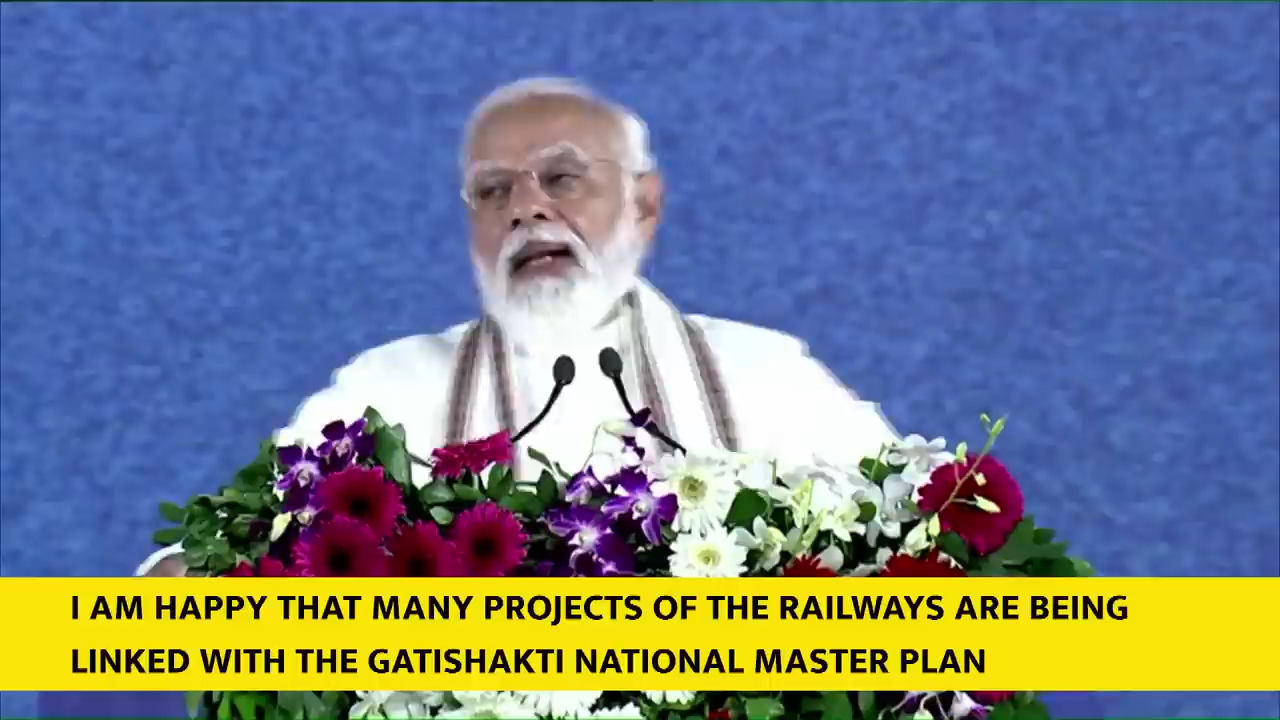 I AM HAPPY THAT MANY PROJECTS OF THE RAILWAYS ARE BEING
LINKED WITH THE GATISHAKTI NATIONAL MASTER PLAN